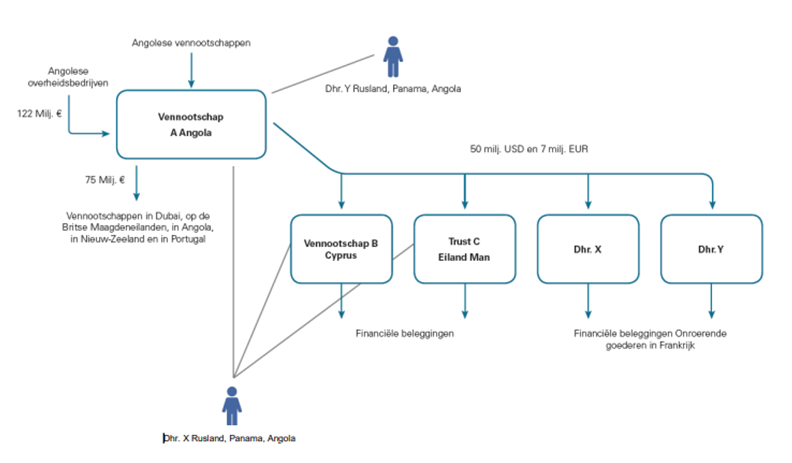 Angolese vennootschappen
Angolese
overheidsbedrijven
122 Milj. €
Vennootschap
A Angola
Dhr. Y Rusland, Panama, Angola
50 milj. USD en 7 milj. EUR
75 Milj. €
Vennootschappen in Dubai, op de
Britse Maagdeneilanden, in Angola,
in Nieuw-Zeeland en in Portugal
Vennootschap B
Cyprus
Trust C
Eiland Man
Dhr. X
Dhr. Y
Financiële beleggingen
Financiële beleggingen Onroerende
goederen in Frankrijk
Dhr. X Rusland, Panama, Angola